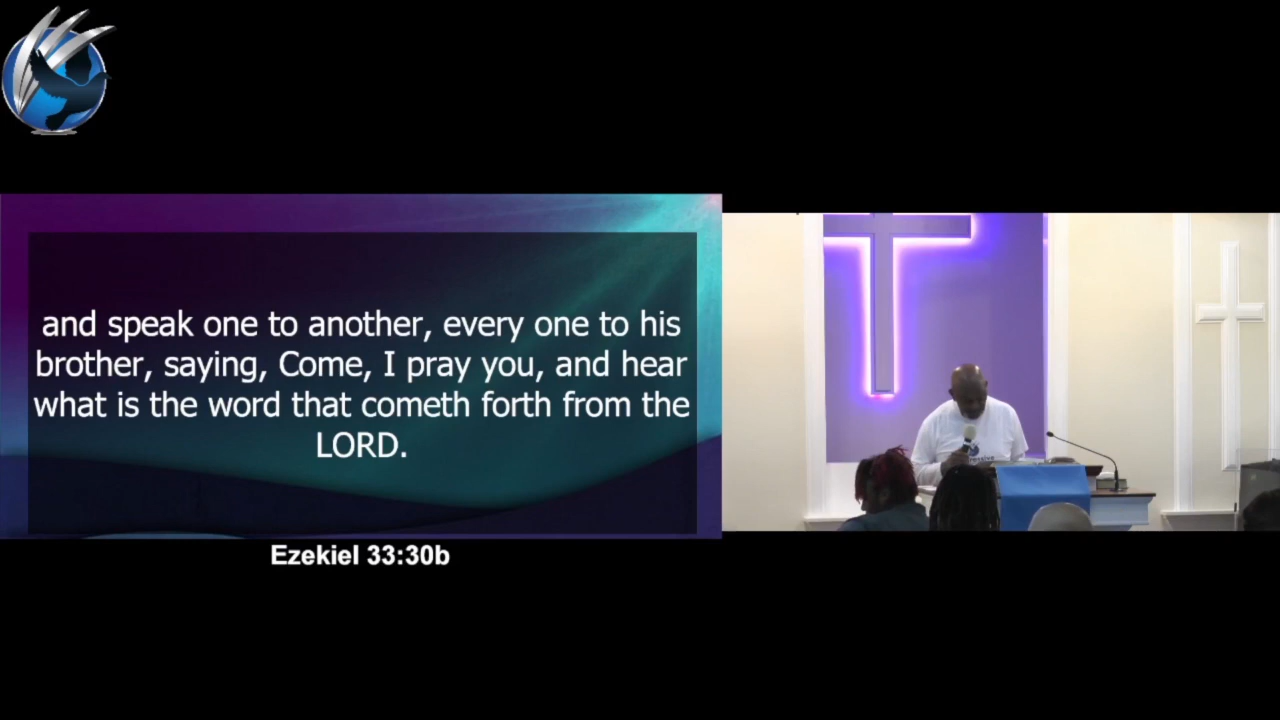 and speak one to another, every one to his
brother, saying, Come, I pray you, and hear
what is the word that cometh forth from the
LORD.
Ezekiel 33:30b